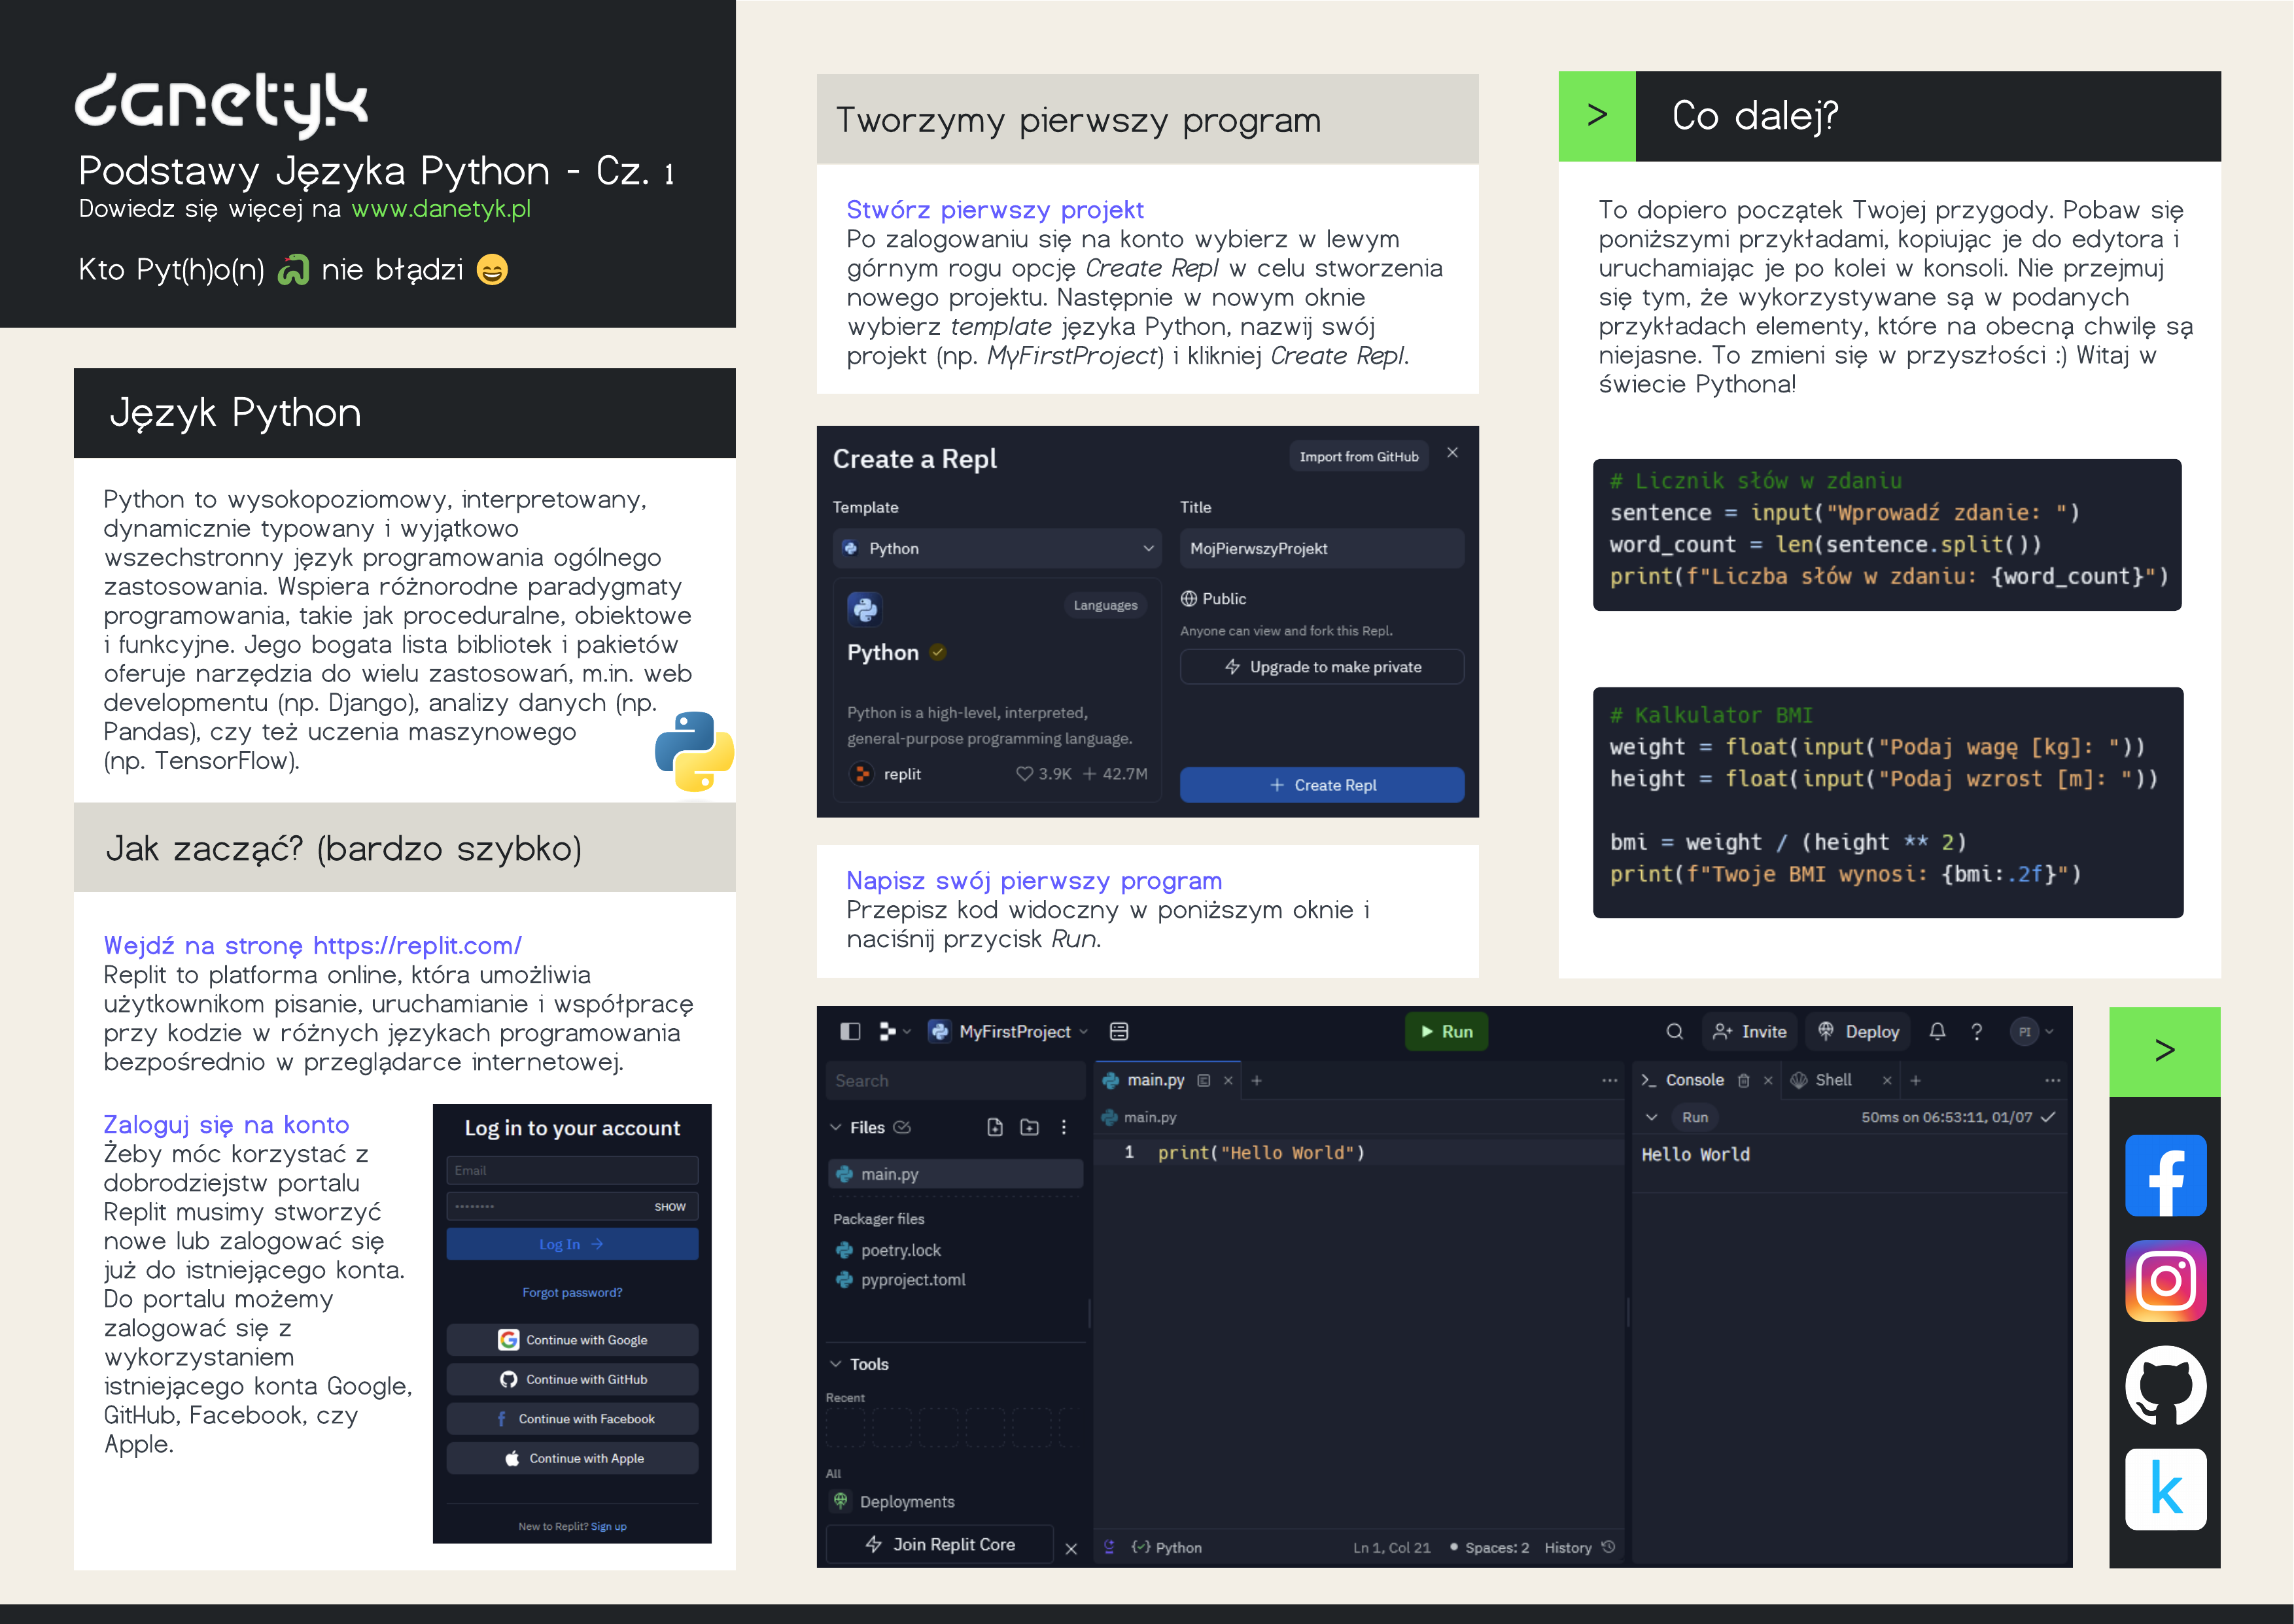 danetyk
Podstawy Języka Python - Cz. 1
Dowiedz się więcej na www.danetyk.pl
Kto Pyt(h)o(n) 🐍 nie błądzi 😄
Język Python
Python to wysokopoziomowy, interpretowany,
dynamicznie typowany i wyjątkowo
wszechstronny język programowania ogólnego
zastosowania. Wspiera różnorodne paradygmaty
programowania, takie jak proceduralne, obiektowe
i funkcyjne. Jego bogata lista bibliotek i pakietów
oferuje narzędzia do wielu zastosowań, m.in. web
developmentu (np. Django), analizy danych (np.
Pandas), czy też uczenia maszynowego
(np. TensorFlow).
Jak zacząć? (bardzo szybko)
Wejdź na stronę https://replit.com/
Replit to platforma online, która umożliwia
użytkownikom pisanie, uruchamianie i współpracę
przy kodzie w różnych językach programowania
bezpośrednio w przeglądarce internetowej.
Zaloguj się na konto
Żeby móc korzystać z
dobrodziejstw portalu
Replit musimy stworzyć
nowe lub zalogować się
już do istniejącego konta.
Do portalu możemy
zalogować się z
wykorzystaniem
istniejącego konta Google,
GitHub, Facebook, czy
Apple.
Log in to your account
Email
········ SHOW
Log In →
Forgot password?
Continue with Google
Continue with GitHub
Continue with Facebook
Continue with Apple
New to Replit? Sign up
Tworzymy pierwszy program
Stwórz pierwszy projekt
Po zalogowaniu się na konto wybierz w lewym
górnym rogu opcję Create Repl w celu stworzenia
nowego projektu. Następnie w nowym oknie
wybierz template języka Python, nazwij swój
projekt (np. MyFirstProject) i klikniej Create Repl.
Create a Repl
Import from GitHub
Template
Python
Languages
Python
Python is a high-level, interpreted,
general-purpose programming language.
replit 3.9K + 42.7M
Title
MojPierwszyProjekt
Public
Anyone can view and fork this Repl.
Upgrade to make private
+ Create Repl
Napisz swój pierwszy program
Przepisz kod widoczny w poniższym oknie i
naciśnij przycisk Run.
MyFirstProject
Run
Invite
Deploy
?
PI
Search
Files
main.py
Packager files
poetry.lock
pyproject.toml
Tools
Recent
All
Deployments
Join Replit Core
main.py
main.py
1 print("Hello World")
Python
Ln 1, Col 21
Spaces: 2
History
Console
Shell
Run
50ms on 06:53:11, 01/07
Hello World
> Co dalej?
To dopiero początek Twojej przygody. Pobaw się
poniższymi przykładami, kopiując je do edytora i
uruchamiając je po kolei w konsoli. Nie przejmuj
się tym, że wykorzystywane są w podanych
przykładach elementy, które na obecną chwilę są
niejasne. To zmieni się w przyszłości :) Witaj w
świecie Pythona!
# Licznik słów w zdaniu
sentence = input("Wprowadź zdanie: ")
word_count = len(sentence.split())
print(f"Liczba słów w zdaniu: {word_count}")
# Kalkulator BMI
weight = float(input("Podaj wagę [kg]: "))
height = float(input("Podaj wzrost [m]: "))
bmi = weight / (height ** 2)
print(f"Twoje BMI wynosi: {bmi:.2f}")
>
f
k